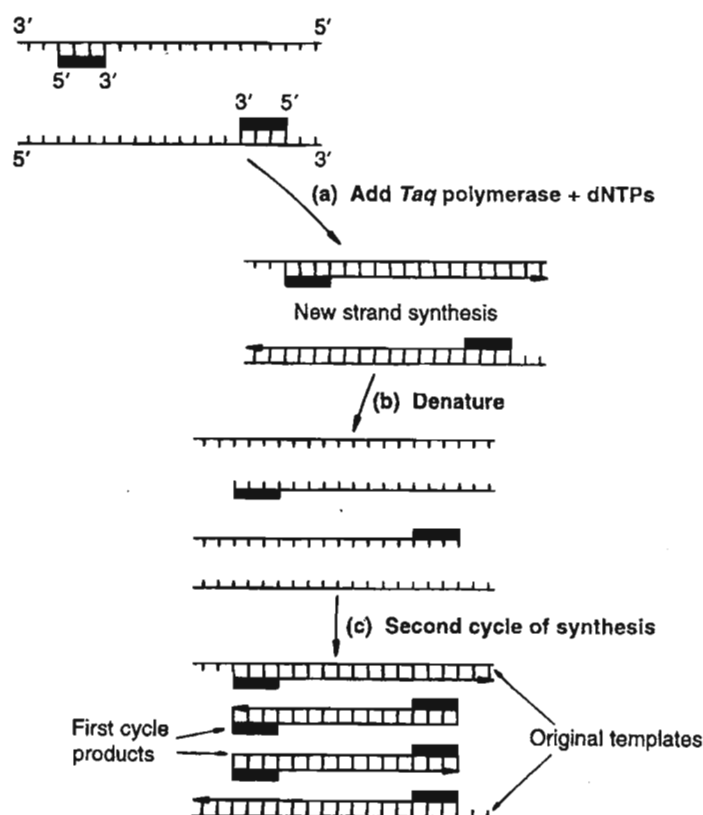 3′ 5′
5′ 3′
3′ 5′
5′ 3′
(a) Add Taq polymerase + dNTPs
New strand synthesis
(b) Denature
(c) Second cycle of synthesis
First cycle
products
Original templates